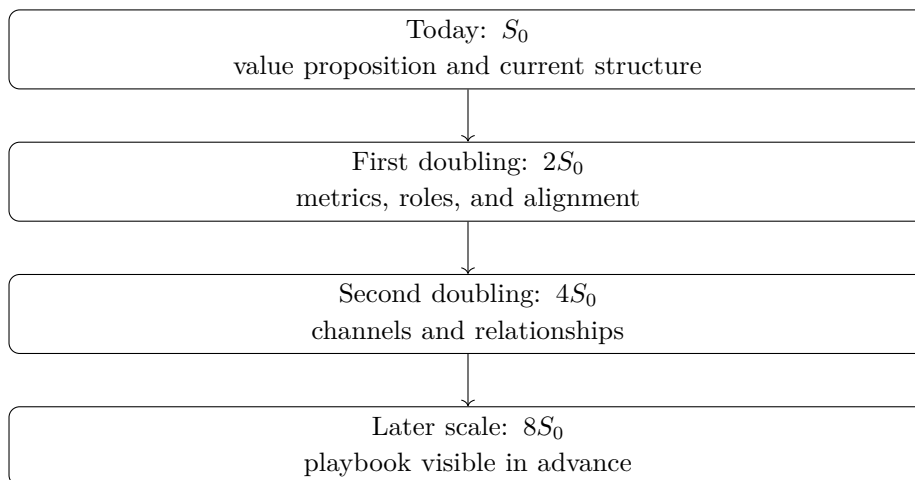 Today: S₀
value proposition and current structure
First doubling: 2S₀
metrics, roles, and alignment
Second doubling: 4S₀
channels and relationships
Later scale: 8S₀
playbook visible in advance